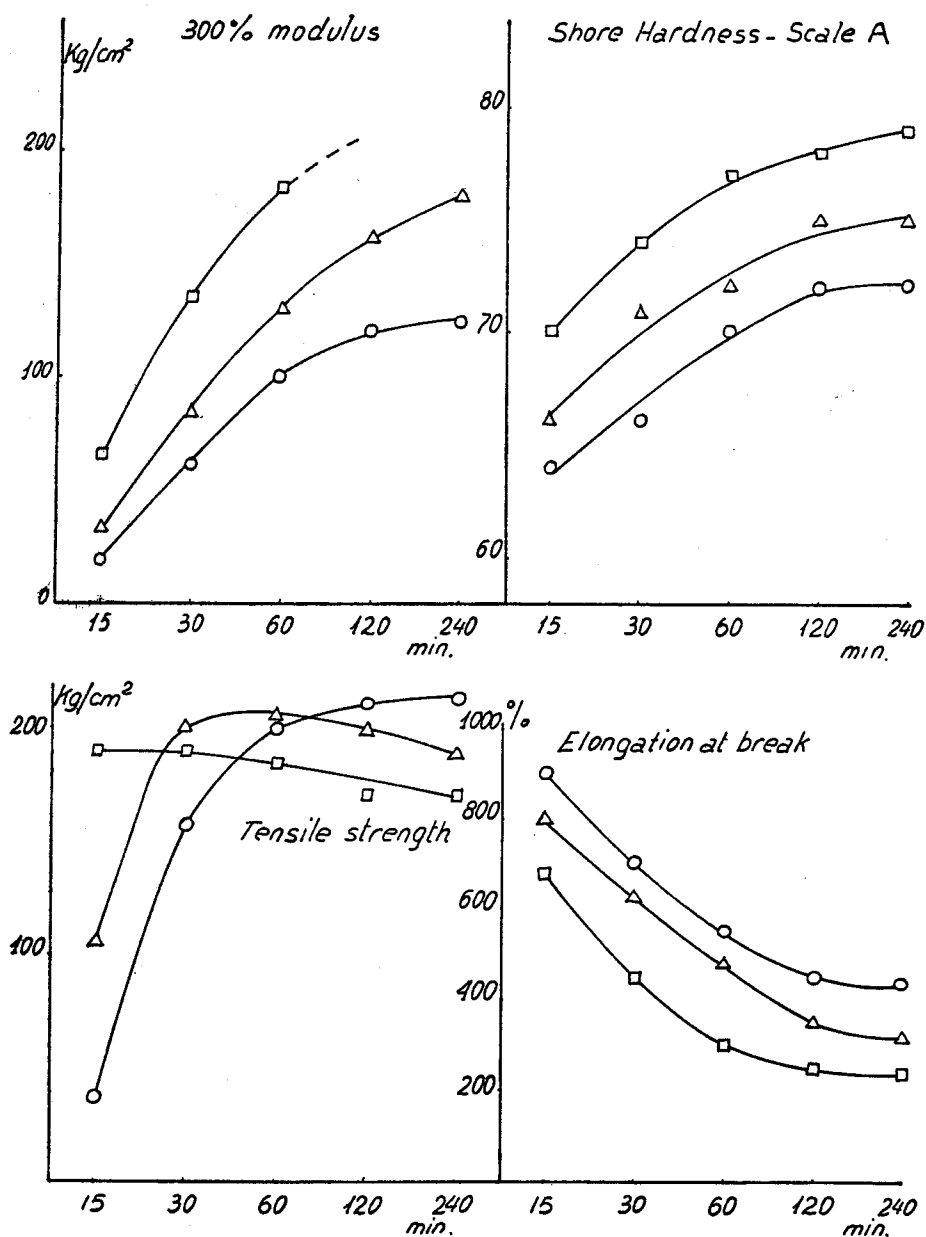 300% modulus
Kg/cm²
200
100
0
15 30 60 120 240
min.
Shore Hardness - Scale A
80
70
60
15 30 60 120 240
min.
Kg/cm²
200
100
Tensile strength
15 30 60 120 240
min.
1000 %
Elongation at break
800
600
400
200
15 30 60 120 240
min.